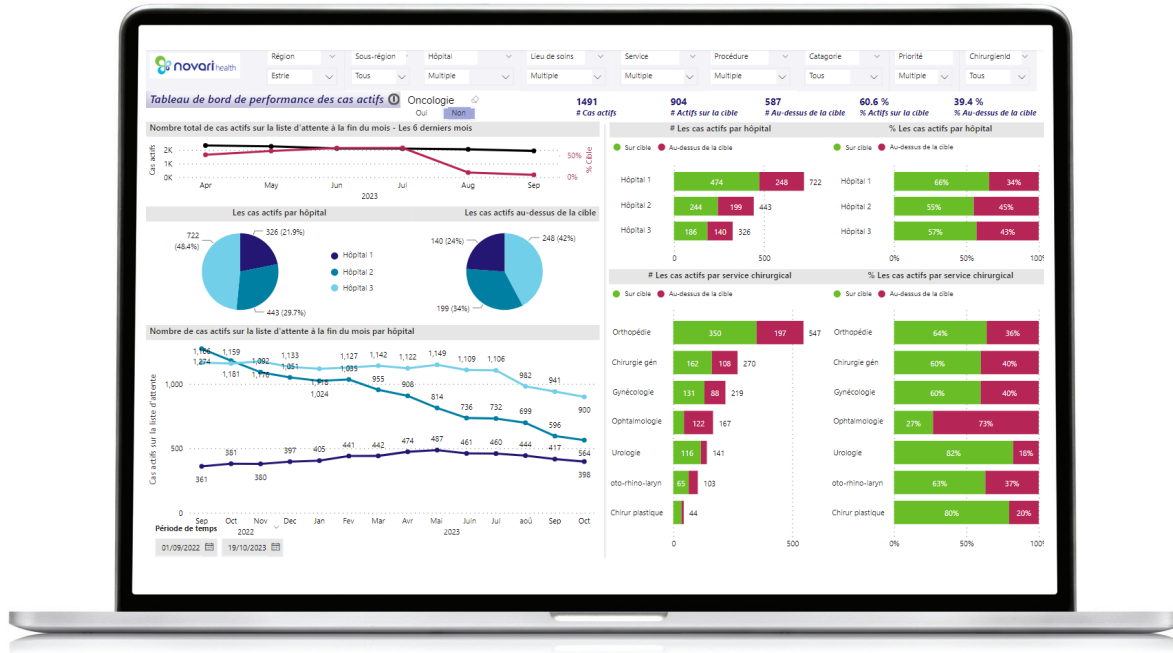 novari health
Région Sous-région Hôpital Lieu de soins Service Procédure Catagorie Priorité ChirurgienId
Estrie Tous Multiple Multiple Multiple Multiple Tous Multiple Tous
Tableau de bord de performance des cas actifs Oncologie
Oui Non
1491 904 587 60.6 % 39.4 %
# Cas actifs # Actifs sur la cible # Au-dessus de la cible % Actifs sur la cible % Au-dessus de la cible
Nombre total de cas actifs sur la liste d'attente à la fin du mois - Les 6 derniers mois
Cas actifs
2K
1K
0K
50%
0%
% Cible
Apr May Jun Jul Aug Sep
2023
Les cas actifs par hôpital
722
(48.4%)
326 (21.9%)
443 (29.7%)
Hôpital 1
Hôpital 2
Hôpital 3
Les cas actifs au-dessus de la cible
140 (24%)
248 (42%)
199 (34%)
Nombre de cas actifs sur la liste d'attente à la fin du mois par hôpital
Cas actifs sur la liste d'attente
1,000
500
0
1,159 1,092 1,133 1,127 1,142 1,122 1,149 1,109 1,106 982 941 900
1,274 1,181 1,176 1,051 1,024 1,035 955 908 814 736 732 699 596 564
361 381 380 397 405 441 442 474 487 461 460 444 417 398
Sep Oct Nov Dec Jan Fev Mar Avr Mai Juin Jul aoû Sep Oct
2022 2023
Période de temps
01/09/2022 19/10/2023
# Les cas actifs par hôpital
Sur cible Au-dessus de la cible
Hôpital 1 474 248 722
Hôpital 2 244 199 443
Hôpital 3 186 140 326
0 500
% Les cas actifs par hôpital
Sur cible Au-dessus de la cible
Hôpital 1 66% 34%
Hôpital 2 55% 45%
Hôpital 3 57% 43%
0% 50% 100%
# Les cas actifs par service chirurgical
Sur cible Au-dessus de la cible
Orthopédie 350 197 547
Chirurgie gén 162 108 270
Gynécologie 131 88 219
Ophtalmologie 122 167
Urologie 116 141
oto-rhino-laryn 65 103
Chirur plastique 44
0 500
% Les cas actifs par service chirurgical
Sur cible Au-dessus de la cible
Orthopédie 64% 36%
Chirurgie gén 60% 40%
Gynécologie 60% 40%
Ophtalmologie 27% 73%
Urologie 82% 18%
oto-rhino-laryn 63% 37%
Chirur plastique 80% 20%
0% 50% 100%